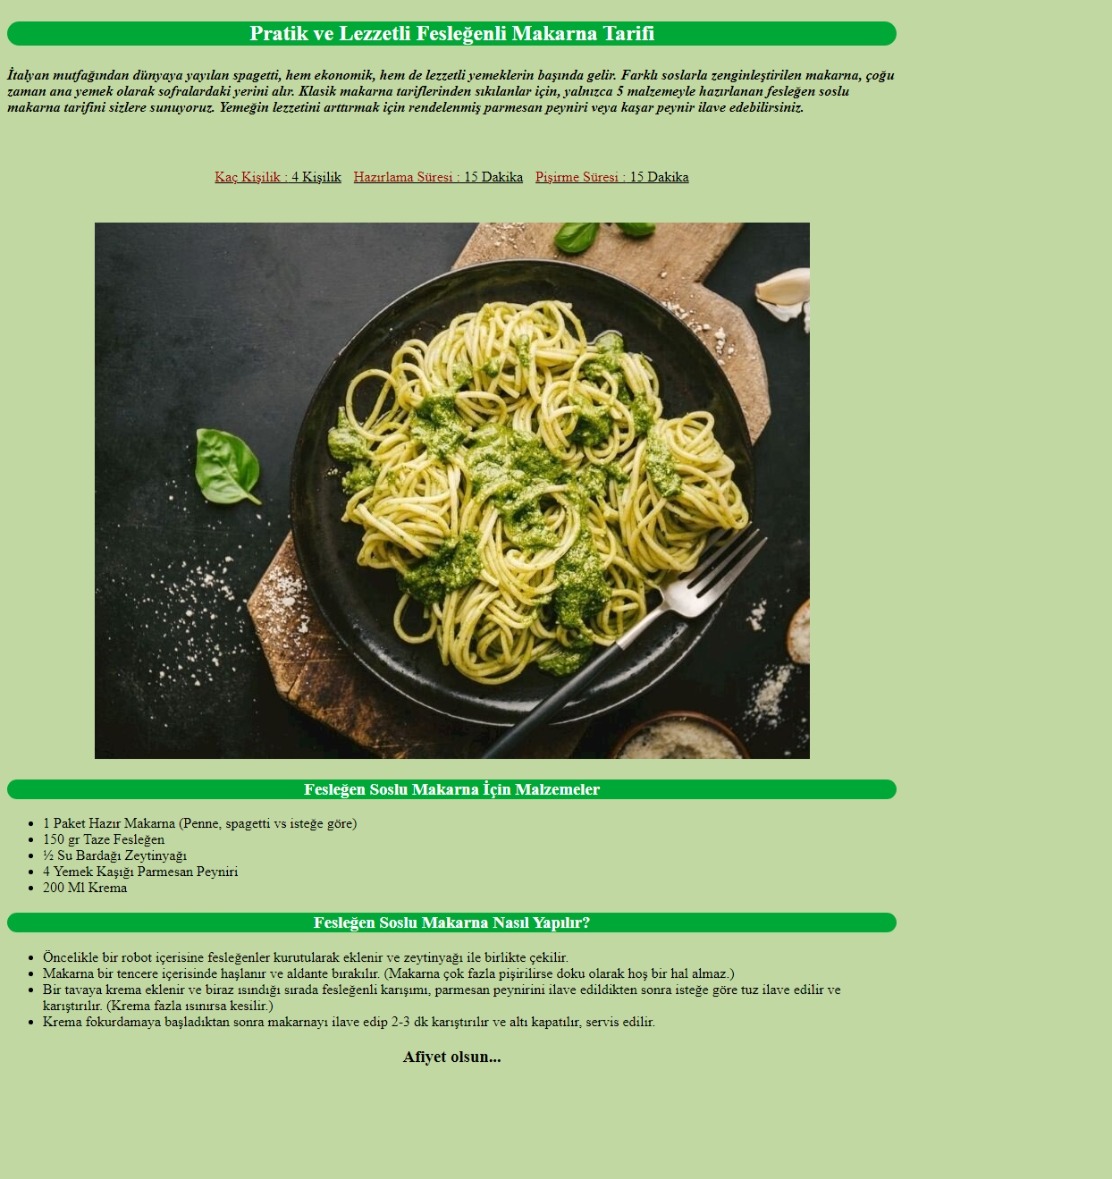 Pratik ve Lezzetli Fesleğenli Makarna Tarifi
İtalyan mutfağından dünyaya yayılan spagetti, hem ekonomik, hem de lezzetli yemeklerin başında gelir. Farklı soslarla zenginleştirilen makarna, çoğu
zaman ana yemek olarak sofralardaki yerini alır. Klasik makarna tariflerinden sıkılanlar için, yalnızca 5 malzemeyle hazırlanan fesleğen soslu
makarna tarifini sizlere sunuyoruz. Yemeğin lezzetini arttırmak için rendelenmiş parmesan peyniri veya kaşar peynir ilave edebilirsiniz.
Kaç Kişilik : 4 Kişilik Hazırlama Süresi : 15 Dakika Pişirme Süresi : 15 Dakika
Fesleğen Soslu Makarna İçin Malzemeler
• 1 Paket Hazır Makarna (Penne, spagetti vs isteğe göre)
• 150 gr Taze Fesleğen
• ½ Su Bardağı Zeytinyağı
• 4 Yemek Kaşığı Parmesan Peyniri
• 200 Ml Krema
Fesleğen Soslu Makarna Nasıl Yapılır?
• Öncelikle bir robot içerisine fesleğenler kurutularak eklenir ve zeytinyağı ile birlikte çekilir.
• Makarna bir tencere içerisinde haşlanır ve aldante bırakılır. (Makarna çok fazla pişirilirse doku olarak hoş bir hal almaz.)
• Bir tavaya krema eklenir ve biraz ısındığı sırada fesleğenli karışımı, parmesan peynirini ilave edildikten sonra isteğe göre tuz ilave edilir ve
karıştırılır. (Krema fazla ısınırsa kesilir.)
• Krema fokurdamaya başladıktan sonra makarnayı ilave edip 2-3 dk karıştırılır ve altı kapatılır, servis edilir.
Afiyet olsun...